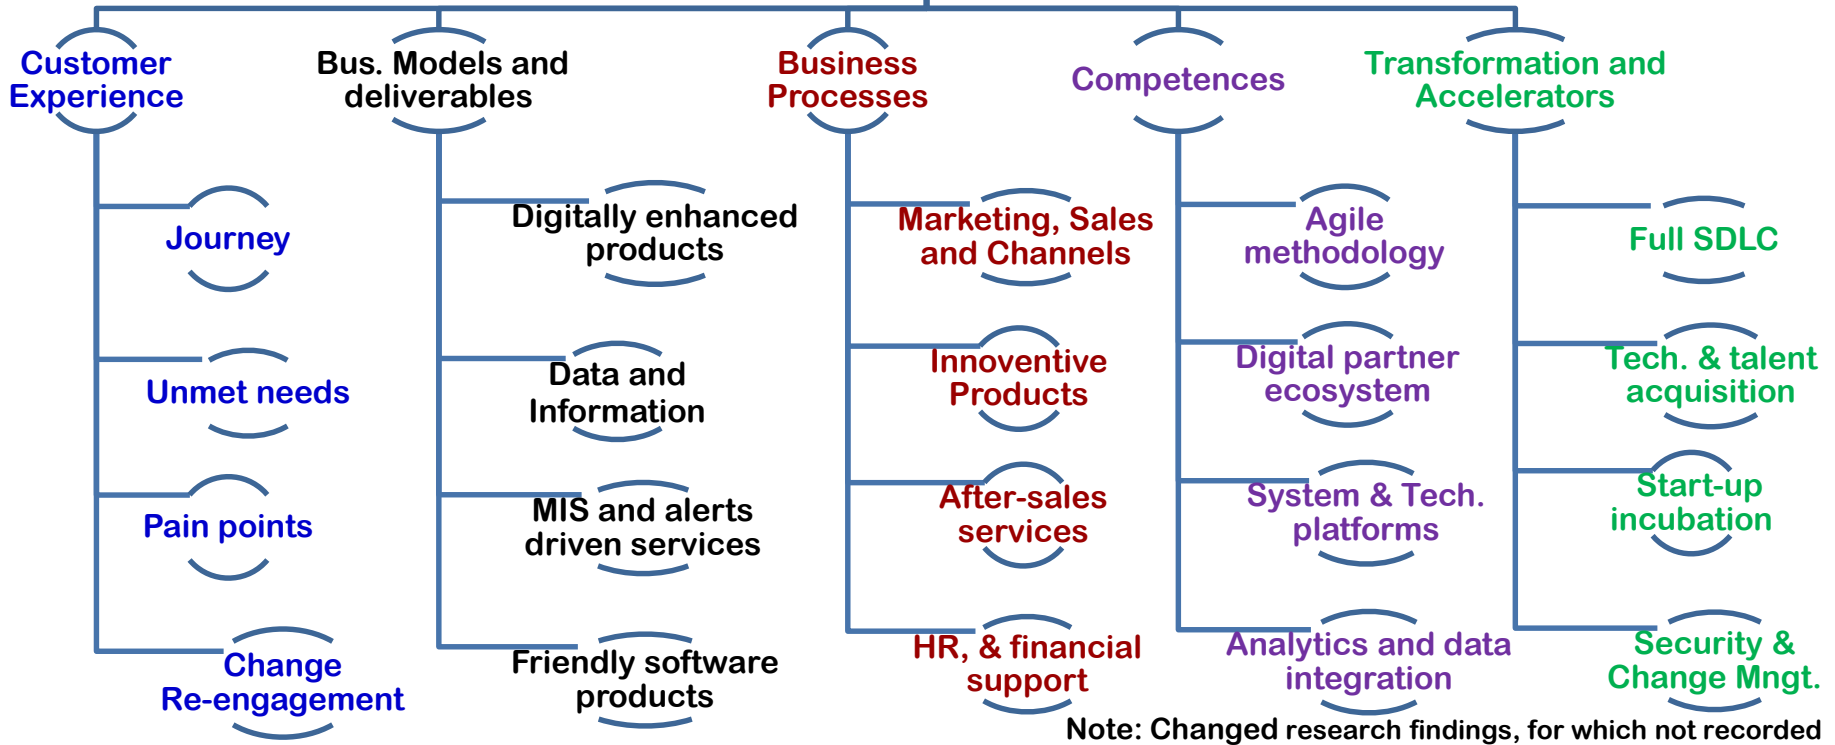 Customer
Experience
Bus. Models and
deliverables
Business
Processes
Competences
Transformation and
Accelerators
Journey
Unmet needs
Pain points
Change
Re-engagement
Digitally enhanced
products
Data and
Information
MIS and alerts
driven services
Friendly software
products
Marketing, Sales
and Channels
Innoventive
Products
After-sales
services
HR, & financial
support
Agile
methodology
Digital partner
ecosystem
System & Tech.
platforms
Analytics and data
integration
Full SDLC
Tech. & talent
acquisition
Start-up
incubation
Security &
Change Mngt.
Note: Changed research findings, for which not recorded